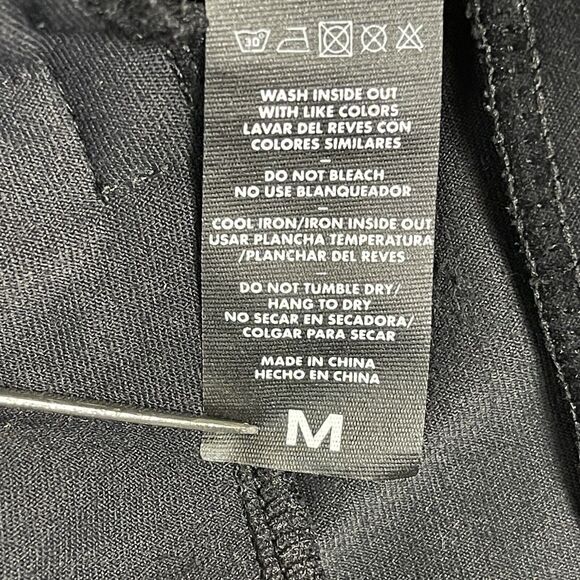 30°
WASH INSIDE OUT
WITH LIKE COLORS
LAVAR DEL REVES CON
COLORES SIMILARES
–
DO NOT BLEACH
NO USE BLANQUEADOR
–
COOL IRON/IRON INSIDE OUT
USAR PLANCHA TEMPERATURA
/PLANCHAR DEL REVES
–
DO NOT TUMBLE DRY/
HANG TO DRY
NO SECAR EN SECADORA/
COLGAR PARA SECAR
–
MADE IN CHINA
HECHO EN CHINA
M